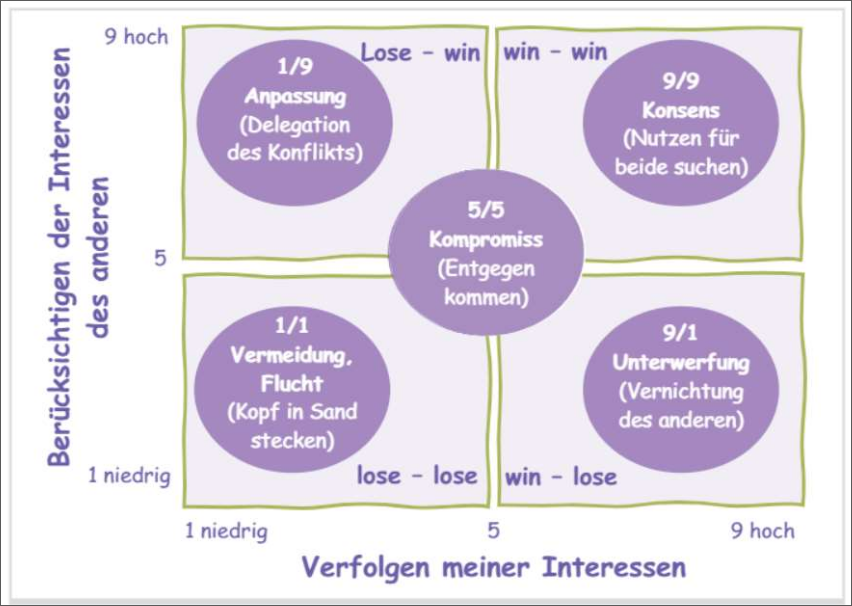 9 hoch
Lose – win
win – win
1/9
Anpassung
(Delegation
des Konflikts)
9/9
Konsens
(Nutzen für
beide suchen)
Berücksichtigen der Interessen
des anderen
5/5
Kompromiss
(Entgegen
kommen)
5
1/1
Vermeidung,
Flucht
(Kopf in Sand
stecken)
9/1
Unterwerfung
(Vernichtung
des anderen)
1 niedrig
lose – lose
win – lose
1 niedrig
5
9 hoch
Verfolgen meiner Interessen